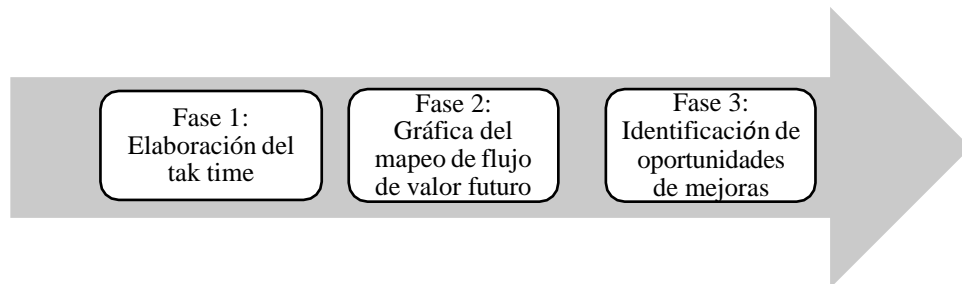 Fase 1:
Elaboración del
tak time
Fase 2:
Gráfica del
mapeo de flujo
de valor futuro
Fase 3:
Identificación de
oportunidades
de mejoras